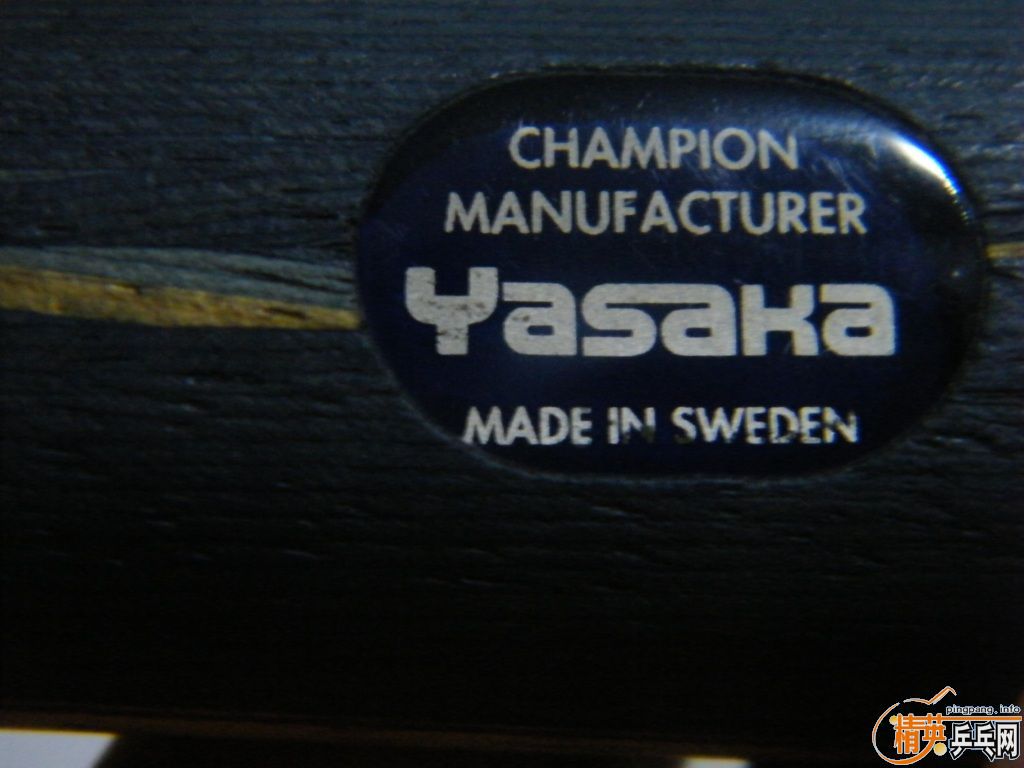 CHAMPION
MANUFACTURER
Yasaka
MADE IN SWEDEN
pingpang.info
精英乒乓网